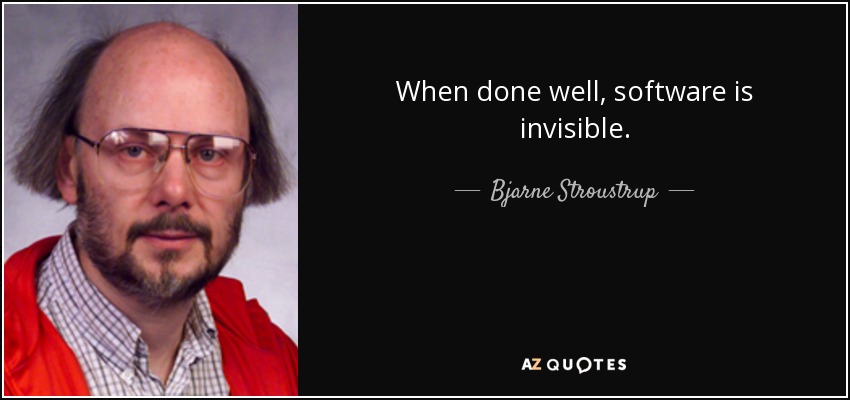 When done well, software is
invisible.
Bjarne Stroustrup
AZ QUOTES